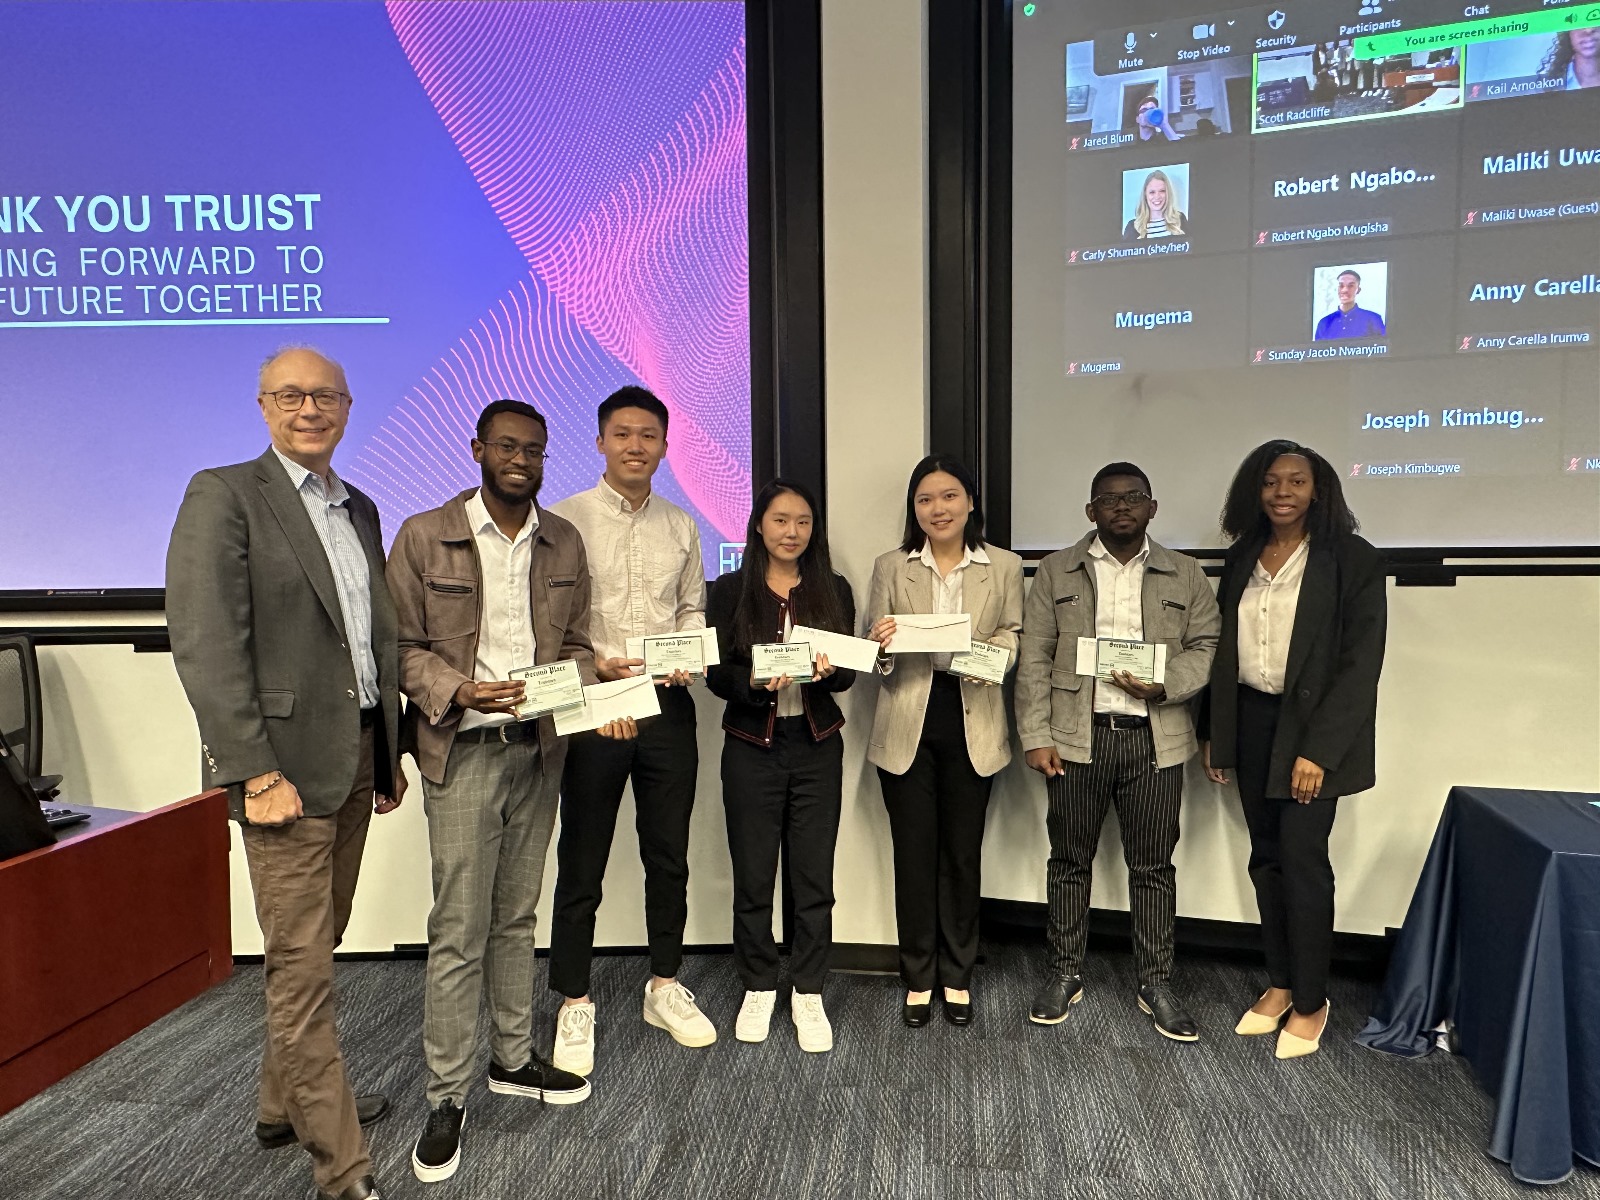 NK YOU TRUIST
ING FORWARD TO
FUTURE TOGETHER
Mute
Stop Video
Security
Participants
Chat
You are screen sharing
Jared Blum
Scott Radcliffe
Kail Amoakon
Carly Shuman (she/her)
Robert Ngabo...
Robert Ngabo Mugisha
Maliki Uwa
Maliki Uwase (Guest)
Mugema
Mugema
Sunday Jacob Nwanyim
Anny Carella
Anny Carella Irumva
Joseph Kimbug...
Joseph Kimbugwe
Nk
Second Place
Second Place
Second Place
Second Place
Second Place